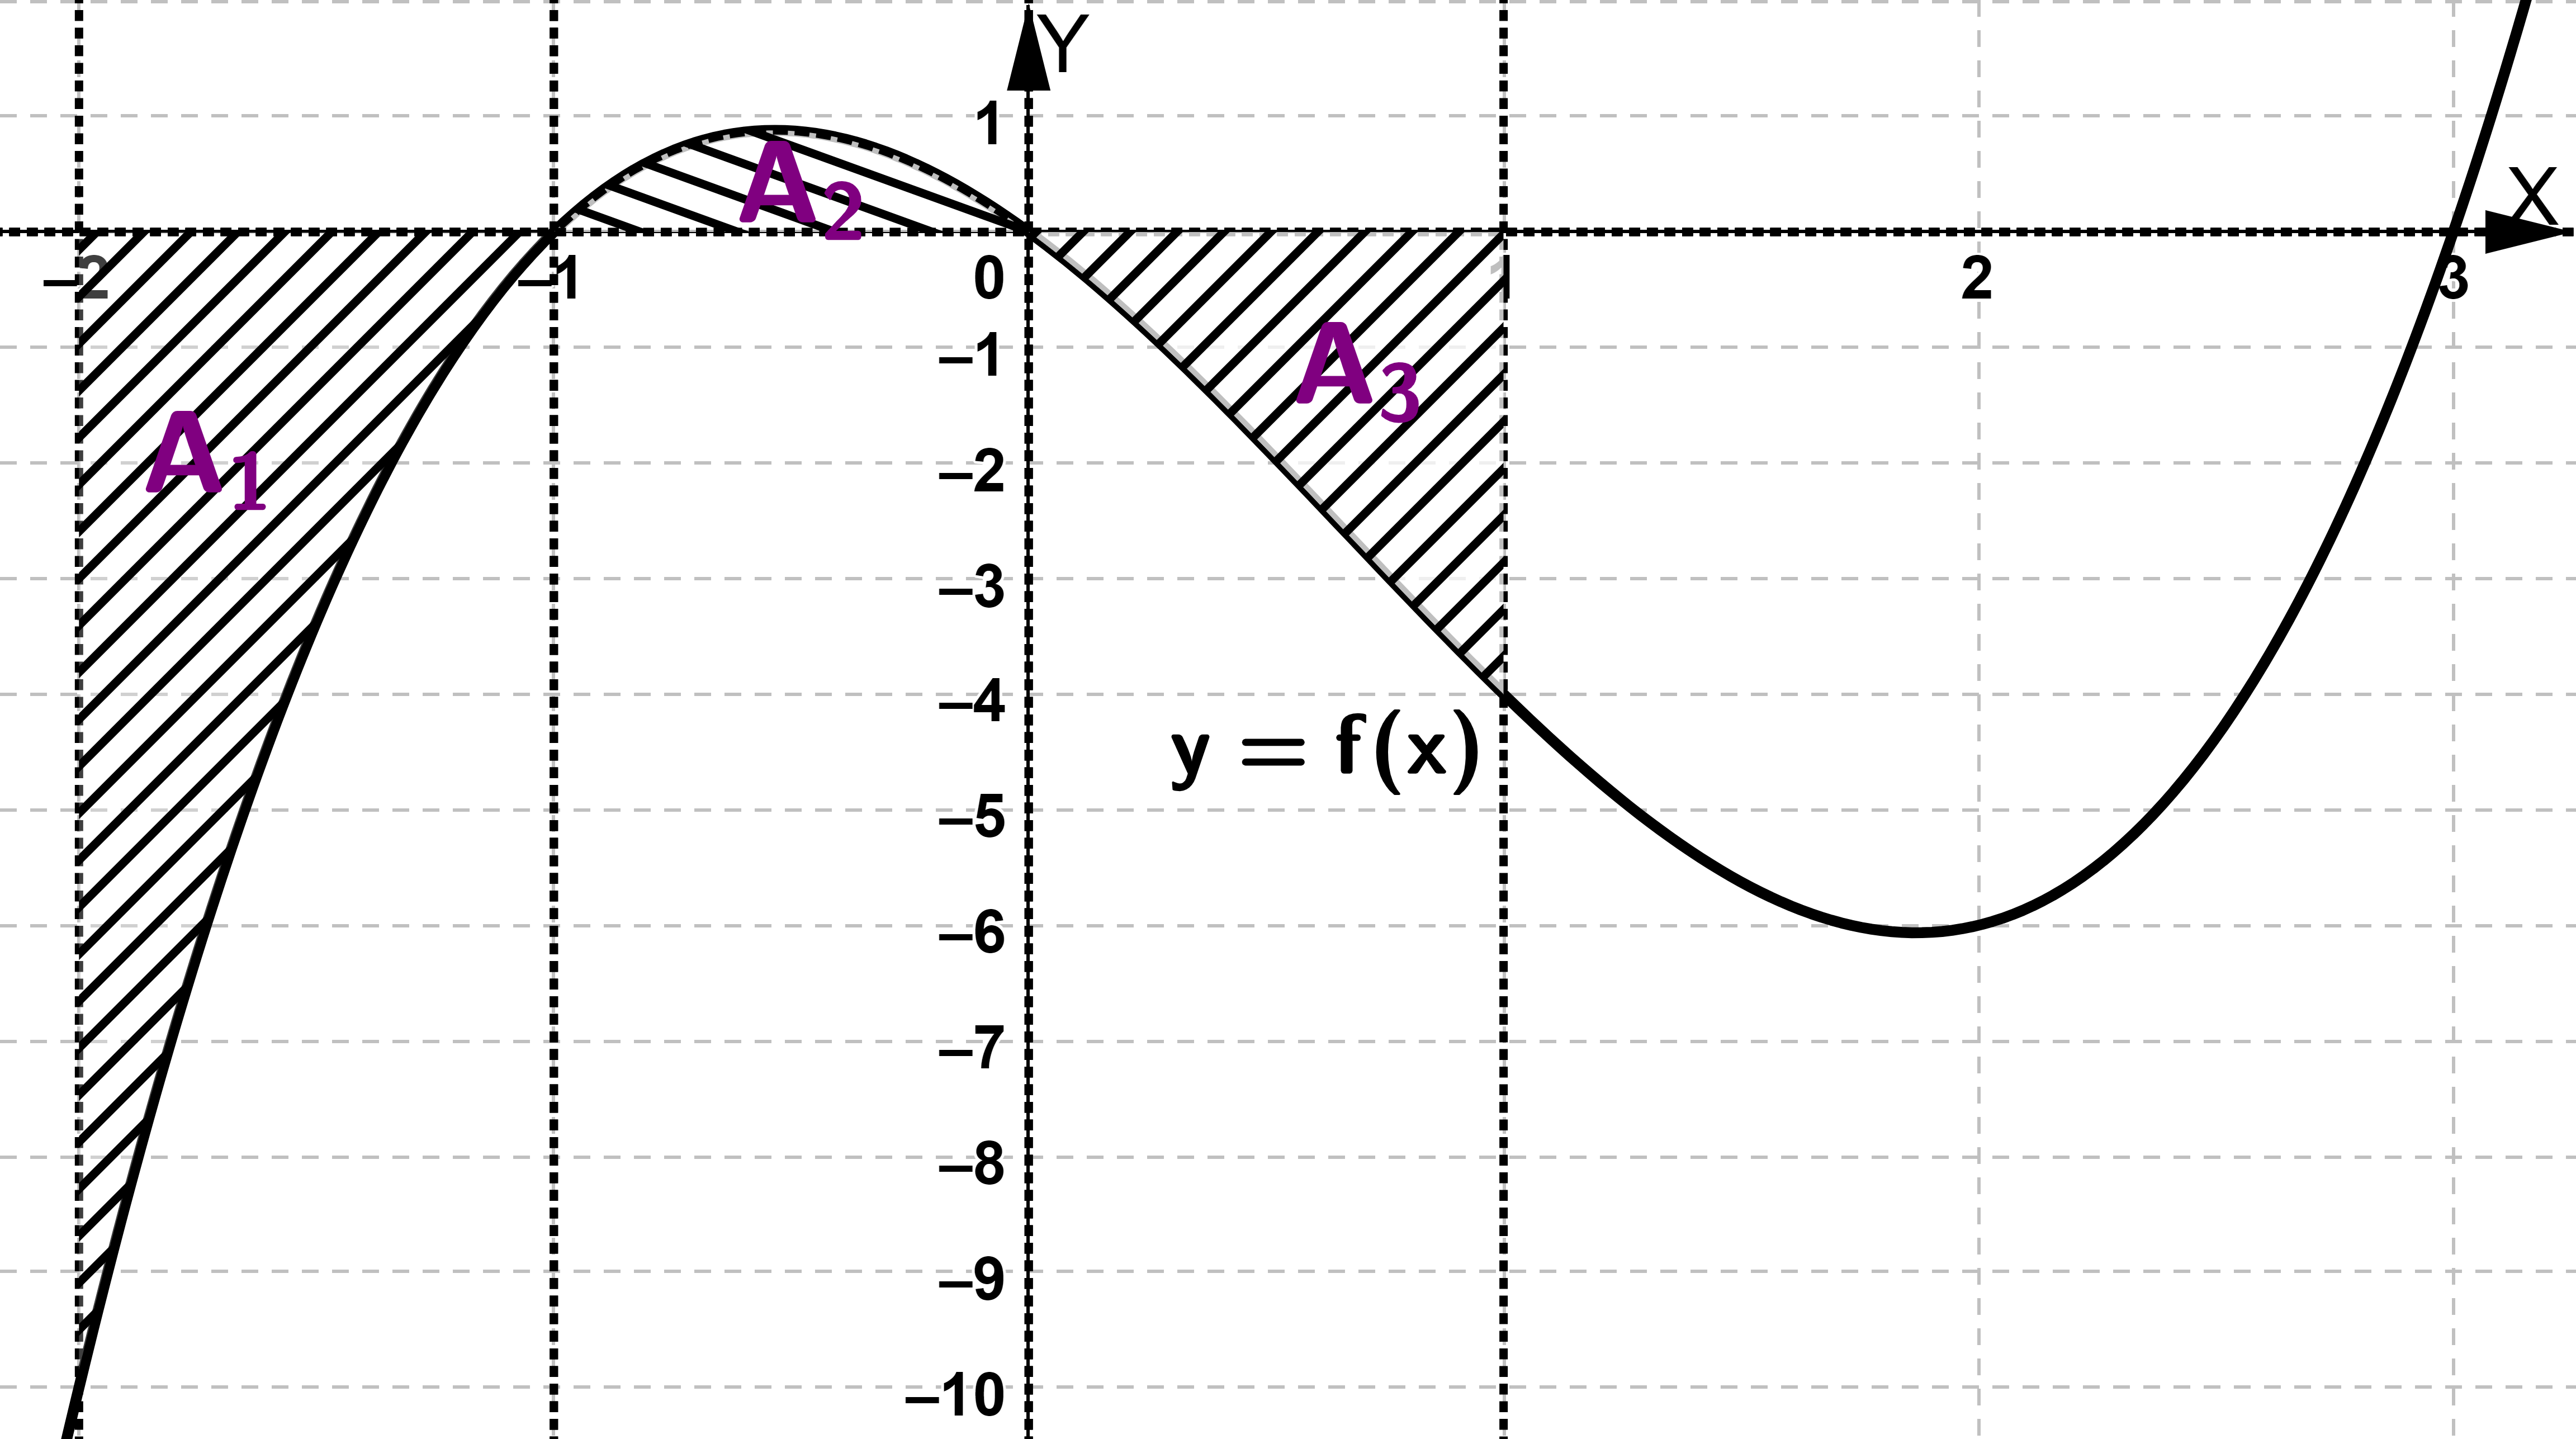 Y
1
X
–2
–1
0
1
2
3
–1
A₂
A₃
A₁
–2
–3
–4
y = f(x)
–5
–6
–7
–8
–9
–10